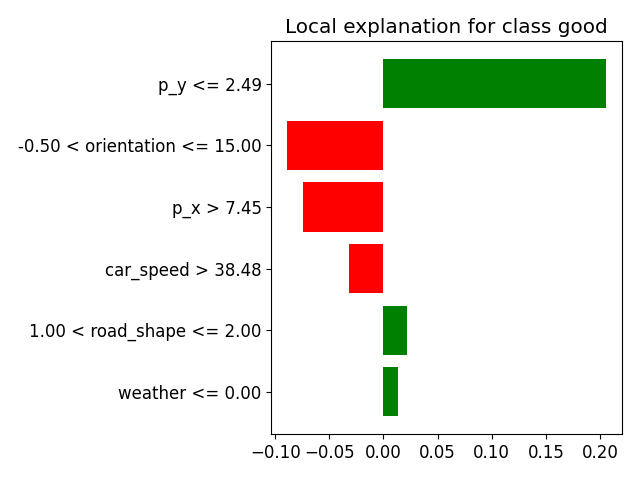 Local explanation for class good
p_y <= 2.49
-0.50 < orientation <= 15.00
p_x > 7.45
car_speed > 38.48
1.00 < road_shape <= 2.00
weather <= 0.00
−0.10 −0.05 0.00 0.05 0.10 0.15 0.20